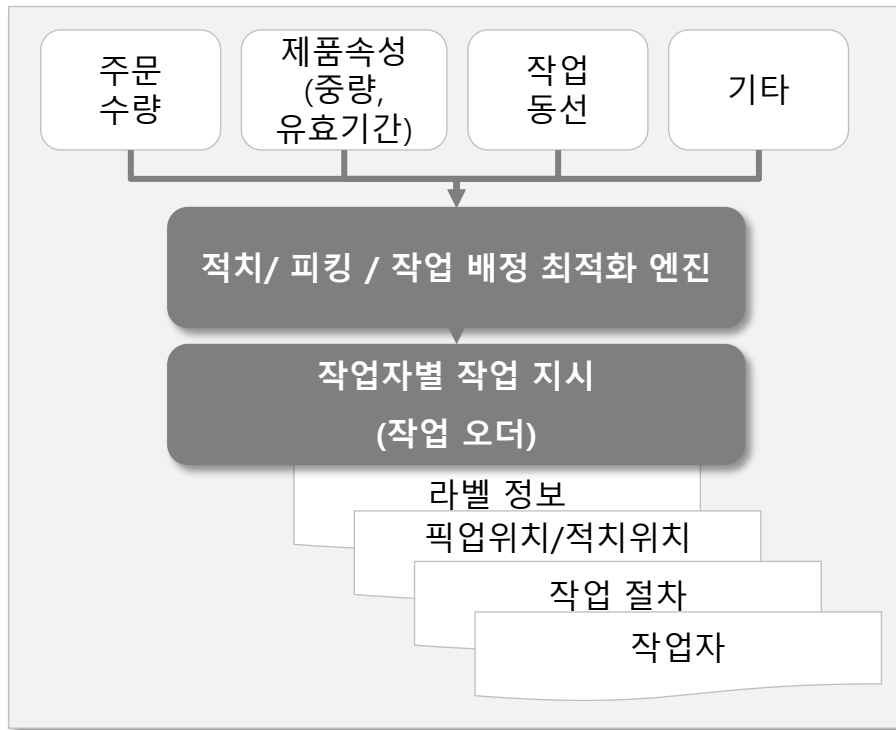 주문
수량
제품속성
(중량,
유효기간)
작업
동선
기타
적치/ 피킹 / 작업 배정 최적화 엔진
작업자별 작업 지시
(작업 오더)
라벨 정보
픽업위치/적치위치
작업 절차
작업자